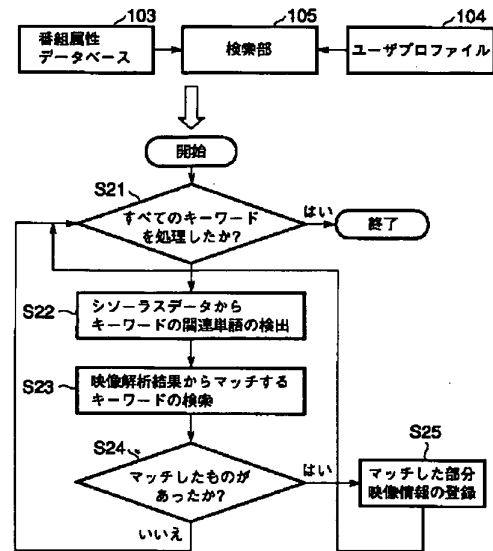 103
105
104
番組属性
データベース
検索部
ユーザプロファイル
開始
S21
すべてのキーワード
を処理したか?
はい
終了
S22
シソーラスデータから
キーワードの関連単語の検出
S23
映像解析結果からマッチする
キーワードの検索
S24
マッチしたものが
あったか?
はい
S25
マッチした部分
映像情報の登録
いいえ